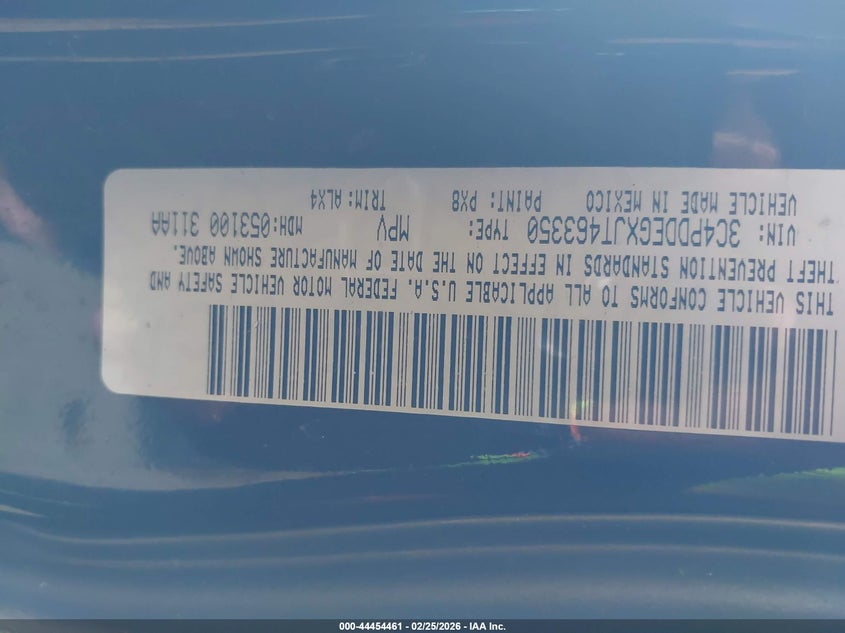 THIS VEHICLE CONFORMS TO ALL APPLICABLE U.S.A. FEDERAL MOTOR VEHICLE SAFETY AND
THEFT PREVENTION STANDARDS IN EFFECT ON THE DATE OF MANUFACTURE SHOWN ABOVE.
VIN: 3C4PDDEGXJT463350 TYPE: MPV MDH: 053100 311AA
VEHICLE MADE IN MEXICO PAINT: PX8 TRIM: ALX4
000-44454461 - 02/25/2026 - IAA Inc.